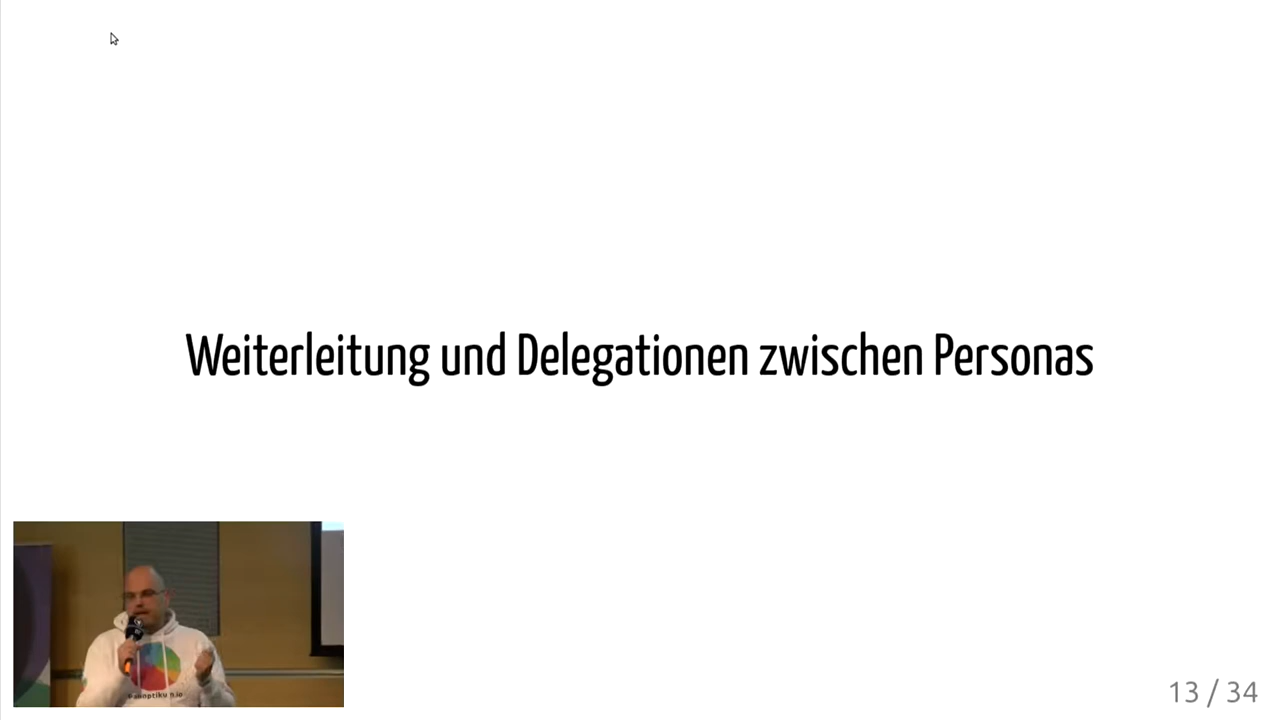 Weiterleitung und Delegationen zwischen Personas
13 / 34